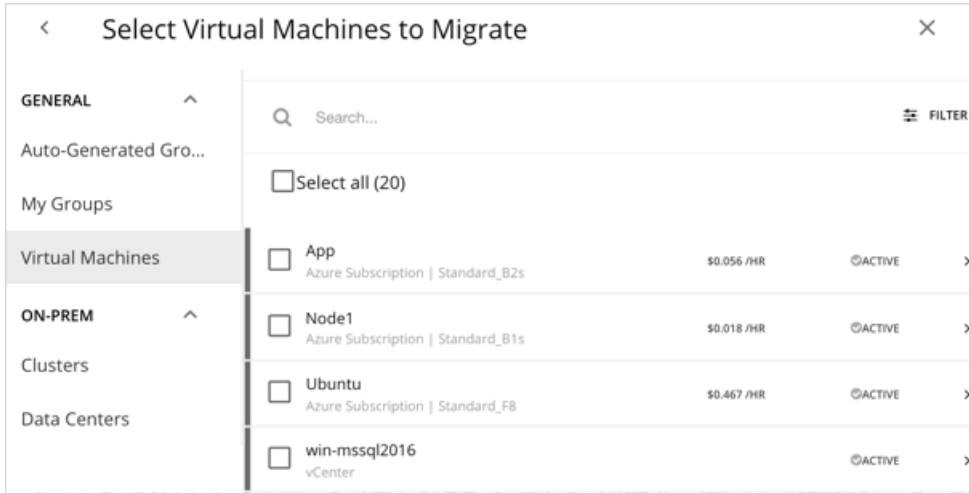 Select Virtual Machines to Migrate
GENERAL
Auto-Generated Gro...
My Groups
Virtual Machines
ON-PREM
Clusters
Data Centers
Search...
FILTER
Select all (20)
App
Azure Subscription | Standard_B2s
$0.056 /HR
ACTIVE
Node1
Azure Subscription | Standard_B1s
$0.018 /HR
ACTIVE
Ubuntu
Azure Subscription | Standard_F8
$0.467 /HR
ACTIVE
win-mssql2016
vCenter
ACTIVE